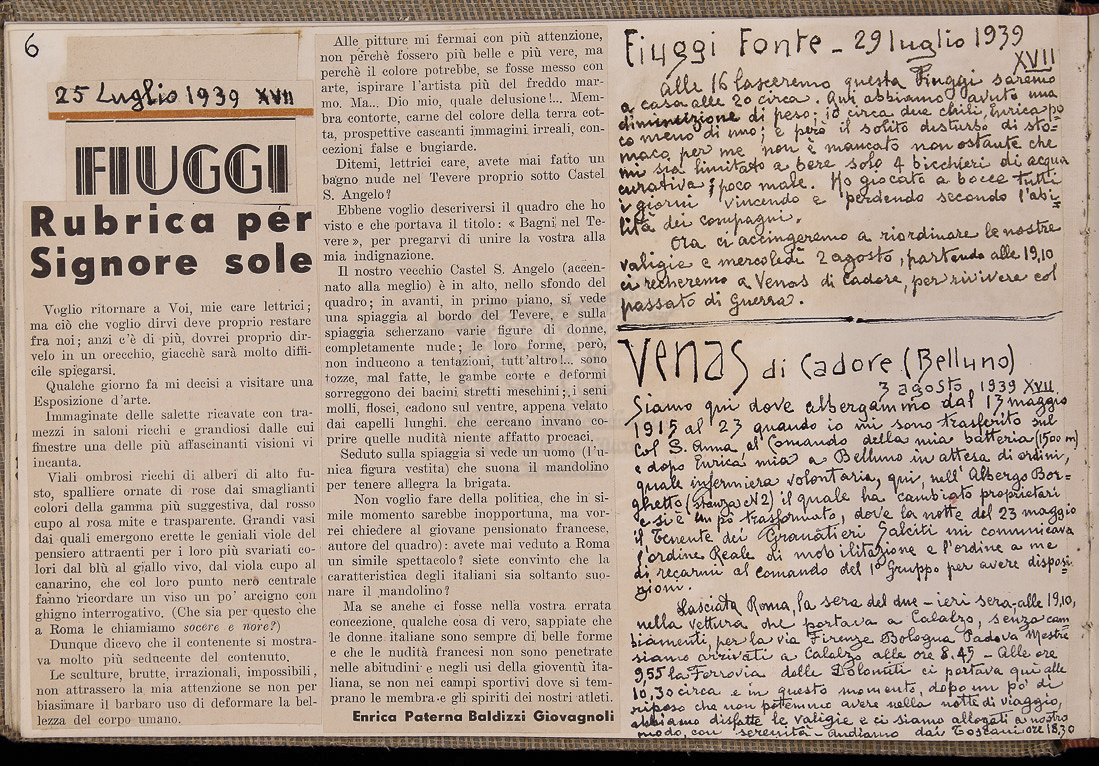 6
25 Luglio 1939 XVII
FIUGGI
Rubrica per
Signore sole
Voglio ritornare a Voi, mie care lettrici;
ma ciò che voglio dirvi deve proprio restare
fra noi; anzi c'è di più, dovrei proprio dir-
velo in un orecchio, giacchè sarà molto diffi-
cile spiegarsi.
Qualche giorno fa mi decisi a visitare una
Esposizione d'arte.
Immaginate delle salette ricavate con tra-
mezzi in saloni ricchi e grandiosi dalle cui
finestre una delle più affascinanti visioni vi
incanta.
Viali ombrosi ricchi di alberi di alto fu-
sto, spalliere ornate di rose dai smaglianti
colori della gamma più suggestiva, dal rosso
cupo al rosa mite e trasparente. Grandi vasi
dai quali emergono erette le geniali viole del
pensiero attraenti per i loro più svariati co-
lori dal blù al giallo vivo, dal viola cupo al
canarino, che col loro punto nero centrale
fanno ricordare un viso un po' arcigno con
ghigno interrogativo. (Che sia per questo che
a Roma le chiamiamo socere e nore?)
Dunque dicevo che il contenente si mostra-
va molto più seducente del contenuto.
Le sculture, brutte, irrazionali, impossibili,
non attrassero la mia attenzione se non per
biasimare il barbaro uso di deformare la bel-
lezza del corpo umano.
Alle pitture mi fermai con più attenzione,
non perchè fossero più belle e più vere, ma
perchè il colore potrebbe, se fosse messo con
arte, ispirare l'artista più del freddo mar-
mo. Ma... Dio mio, quale delusione!... Mem-
bra contorte, carne del colore della terra cot-
ta, prospettive cascanti immagini irreali, con-
cezioni false e bugiarde.
Ditemi, lettrici care, avete mai fatto un
bagno nude nel Tevere proprio sotto Castel
S. Angelo?
Ebbene voglio descriversi il quadro che ho
visto e che portava il titolo: « Bagni nel Te-
vere », per pregarvi di unire la vostra alla
mia indignazione.
Il nostro vecchio Castel S. Angelo (accen-
nato alla meglio) è in alto, nello sfondo del
quadro; in avanti, in primo piano, si vede
una spiaggia al bordo del Tevere, e sulla
spiaggia scherzano varie figure di donne,
completamente nude; le loro forme, però,
non inducono a tentazioni, tutt'altro!... sono
tozze, mal fatte, le gambe corte e deformi
sorreggono dei bacini stretti meschini; i seni
molli, flosci, cadono sul ventre, appena velato
dai capelli lunghi, che cercano invano co-
prire quelle nudità niente affatto procaci.
Seduto sulla spiaggia si vede un uomo (l'u-
nica figura vestita) che suona il mandolino
per tenere allegra la brigata.
Non voglio fare della politica, che in si-
mile momento sarebbe inopportuna, ma vor-
rei chiedere al giovane pensionato francese,
autore del quadro): avete mai veduto a Roma
un simile spettacolo? siete convinto che la
caratteristica degli italiani sia soltanto suo-
nare il mandolino?
Ma se anche ci fosse nella vostra errata
concezione, qualche cosa di vero, sappiate che
le donne italiane sono sempre di belle forme
e che le nudità francesi non sono penetrate
nelle abitudini e negli usi della gioventù ita-
liana, se non nei campi sportivi dove si tem-
prano le membra e gli spiriti dei nostri atleti.
Enrica Paterna Baldizzi Giovagnoli
Fiuggi Fonte - 29 luglio 1939
XVII
Alle 16 lasceremo questa Fiuggi saremo
a casa alle 20 circa. Qui abbiamo avuto una
diminuzione di peso; io circa due chili, Enrica po
co meno di uno; e però il solito disturbo di sto-
maco, per me non è mancato non ostante che
mi sia limitato a bere solo 4 bicchieri di acqua
curativa; poco male. Ho giocato a bocce tutti
i giorni vincendo e perdendo secondo l'abi-
lità dei compagni.
Ora ci accingeremo a riordinare le nostre
valigie e mercoledì 2 agosto, partendo alle 19,10
ci recheremo a Venas di Cadore, per rivivere col
passato di Guerra.
Venas di Cadore (Belluno)
3 agosto 1939 XVII
Siamo qui dove albergammo dal 13 maggio
1915 al 23 quando io mi sono trasferito sul
Col S. Anna al Comando della mia batteria (1500 m)
e dopo Enrica mia a Belluno in attesa di ordini,
quale infermiera volontaria, qui, nell'Albergo Bor-
ghetto (stanza N2) il quale ha cambiato proprietari
e si è un pò trasformato, dove la notte del 23 maggio
il Tenente dei Granatieri Galciti mi comunicava
l'ordine Reale di mobilitazione e l'ordine a me
di recarmi al comando del 1º Gruppo per avere disposi-
zioni.
Lasciata Roma, la sera del due - ieri sera - alle 19,10,
nella vettura che portava a Calalzo, senza cam
biamenti, per la via Firenze Bologna Padova Mestre
siamo arrivati a Calalzo alle ore 8.45 - Alle ore
9,55 la Ferrovia delle Dolomiti ci portava qui alle
10,30 circa e in questo momento, dopo un po' di
riposo che non potemmo avere nella notte di viaggio,
abbiamo disfatte le valigie e ci siamo allogati a nostro
modo, con serenità - Andiamo dai Toscani ore 18,30